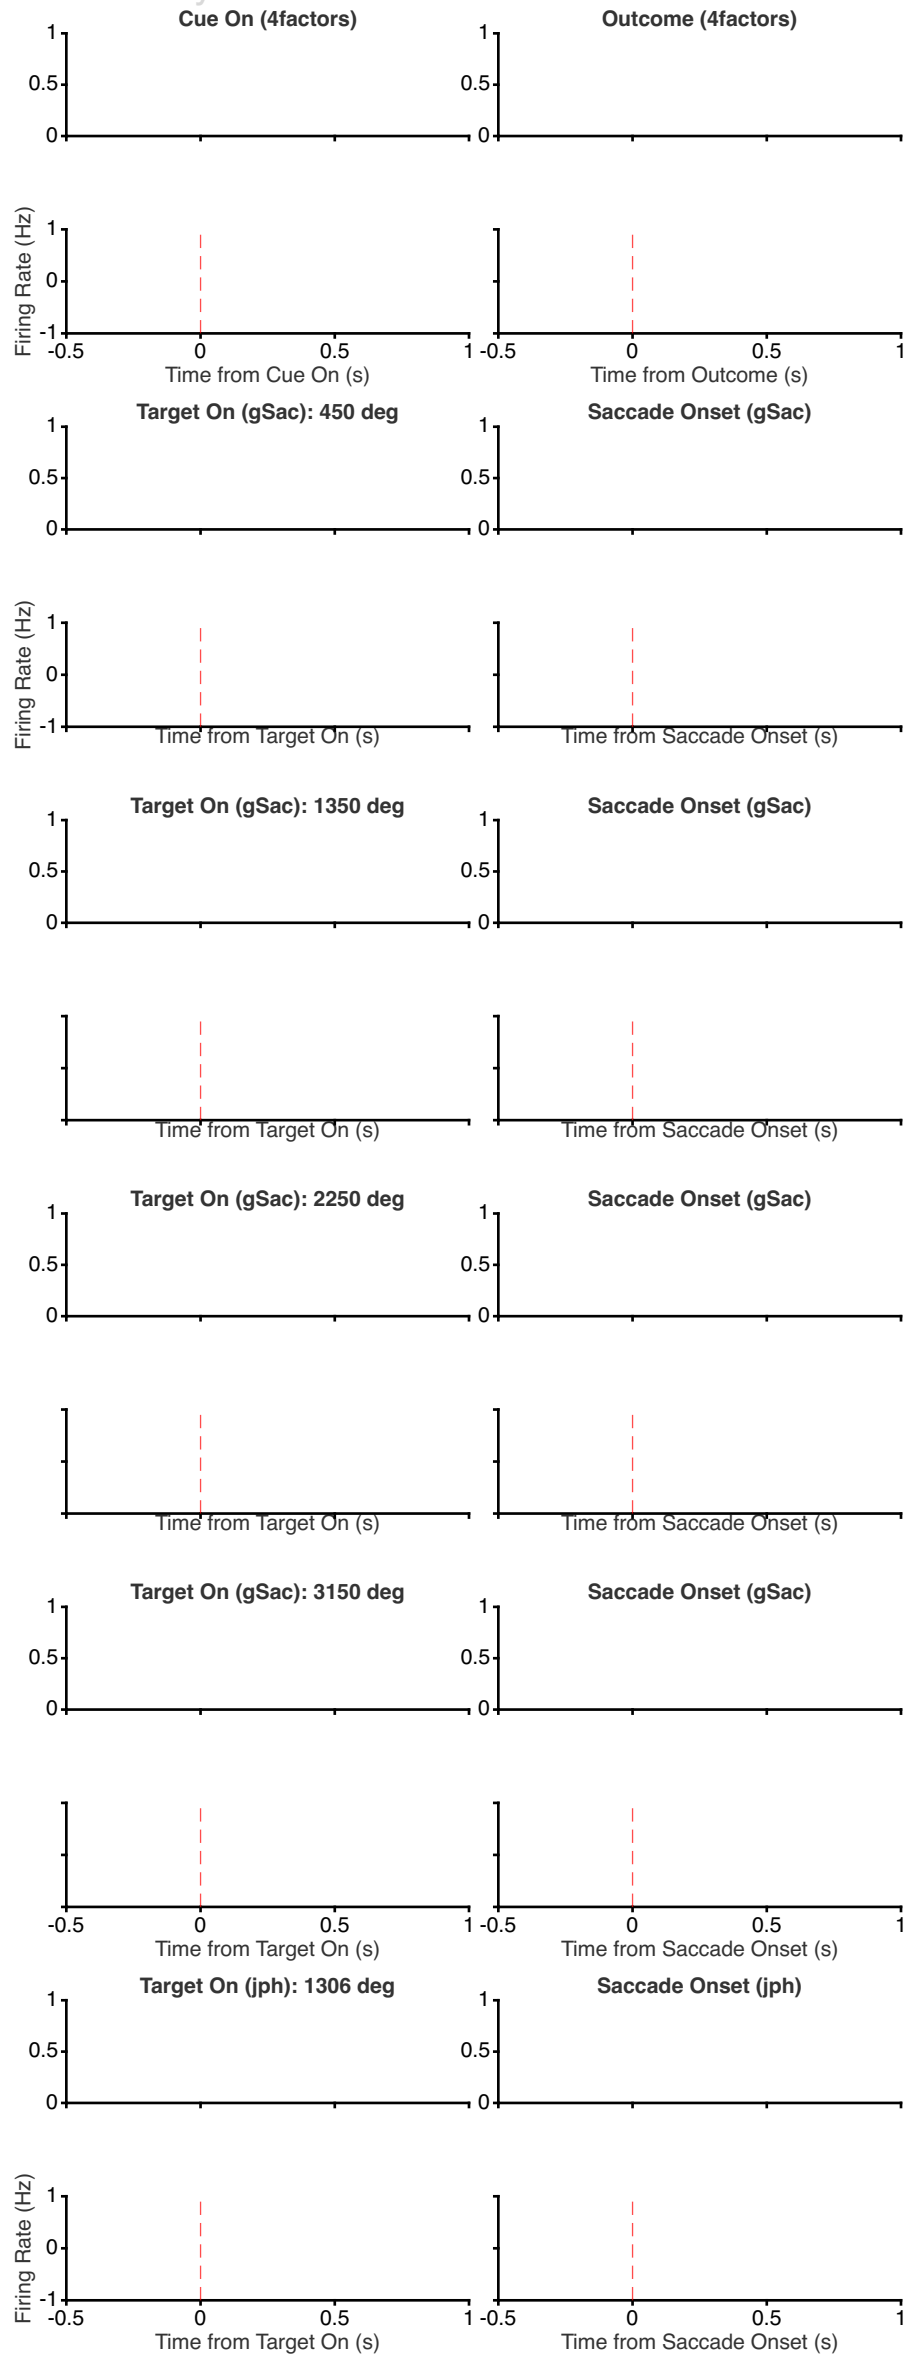 Cue On (4factors) Outcome (4factors)
1 1
0.5 0.5
0 0
Firing Rate (Hz)
1
0
-1
-0.5 0 0.5 1 -0.5 0 0.5 1
Time from Cue On (s) Time from Outcome (s)
Target On (gSac): 450 deg Saccade Onset (gSac)
1 1
0.5 0.5
0 0
Firing Rate (Hz)
1
0
-1
Time from Target On (s) Time from Saccade Onset (s)
Target On (gSac): 1350 deg Saccade Onset (gSac)
1 1
0.5 0.5
0 0
Time from Target On (s) Time from Saccade Onset (s)
Target On (gSac): 2250 deg Saccade Onset (gSac)
1 1
0.5 0.5
0 0
Time from Target On (s) Time from Saccade Onset (s)
Target On (gSac): 3150 deg Saccade Onset (gSac)
1 1
0.5 0.5
0 0
-0.5 0 0.5 1 -0.5 0 0.5 1
Time from Target On (s) Time from Saccade Onset (s)
Target On (jph): 1306 deg Saccade Onset (jph)
1 1
0.5 0.5
0 0
Firing Rate (Hz)
1
0
-1
-0.5 0 0.5 1 -0.5 0 0.5 1
Time from Target On (s) Time from Saccade Onset (s)